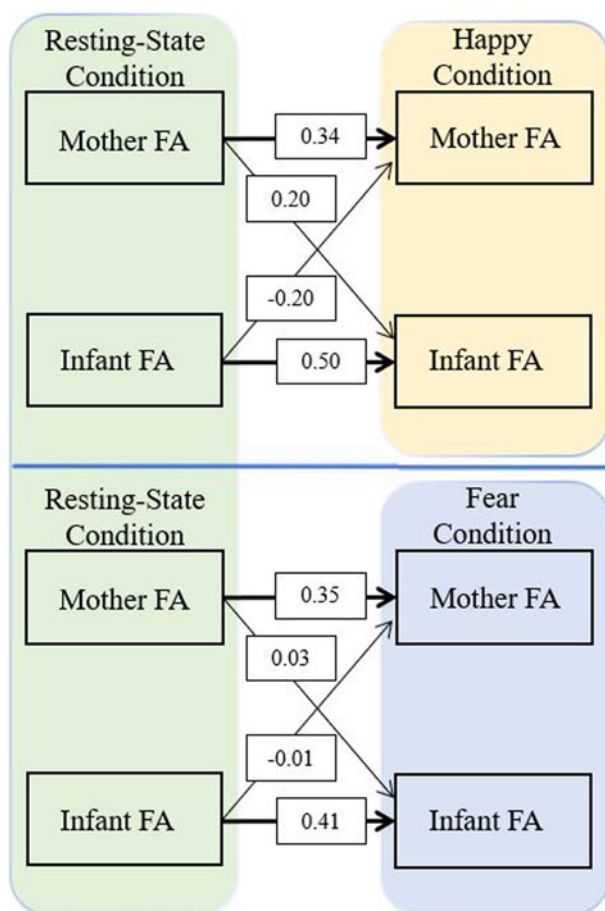 Resting-State
Condition
Happy
Condition
Mother FA
0.34
Mother FA
0.20
-0.20
Infant FA
0.50
Infant FA
Resting-State
Condition
Fear
Condition
Mother FA
0.35
Mother FA
0.03
-0.01
Infant FA
0.41
Infant FA